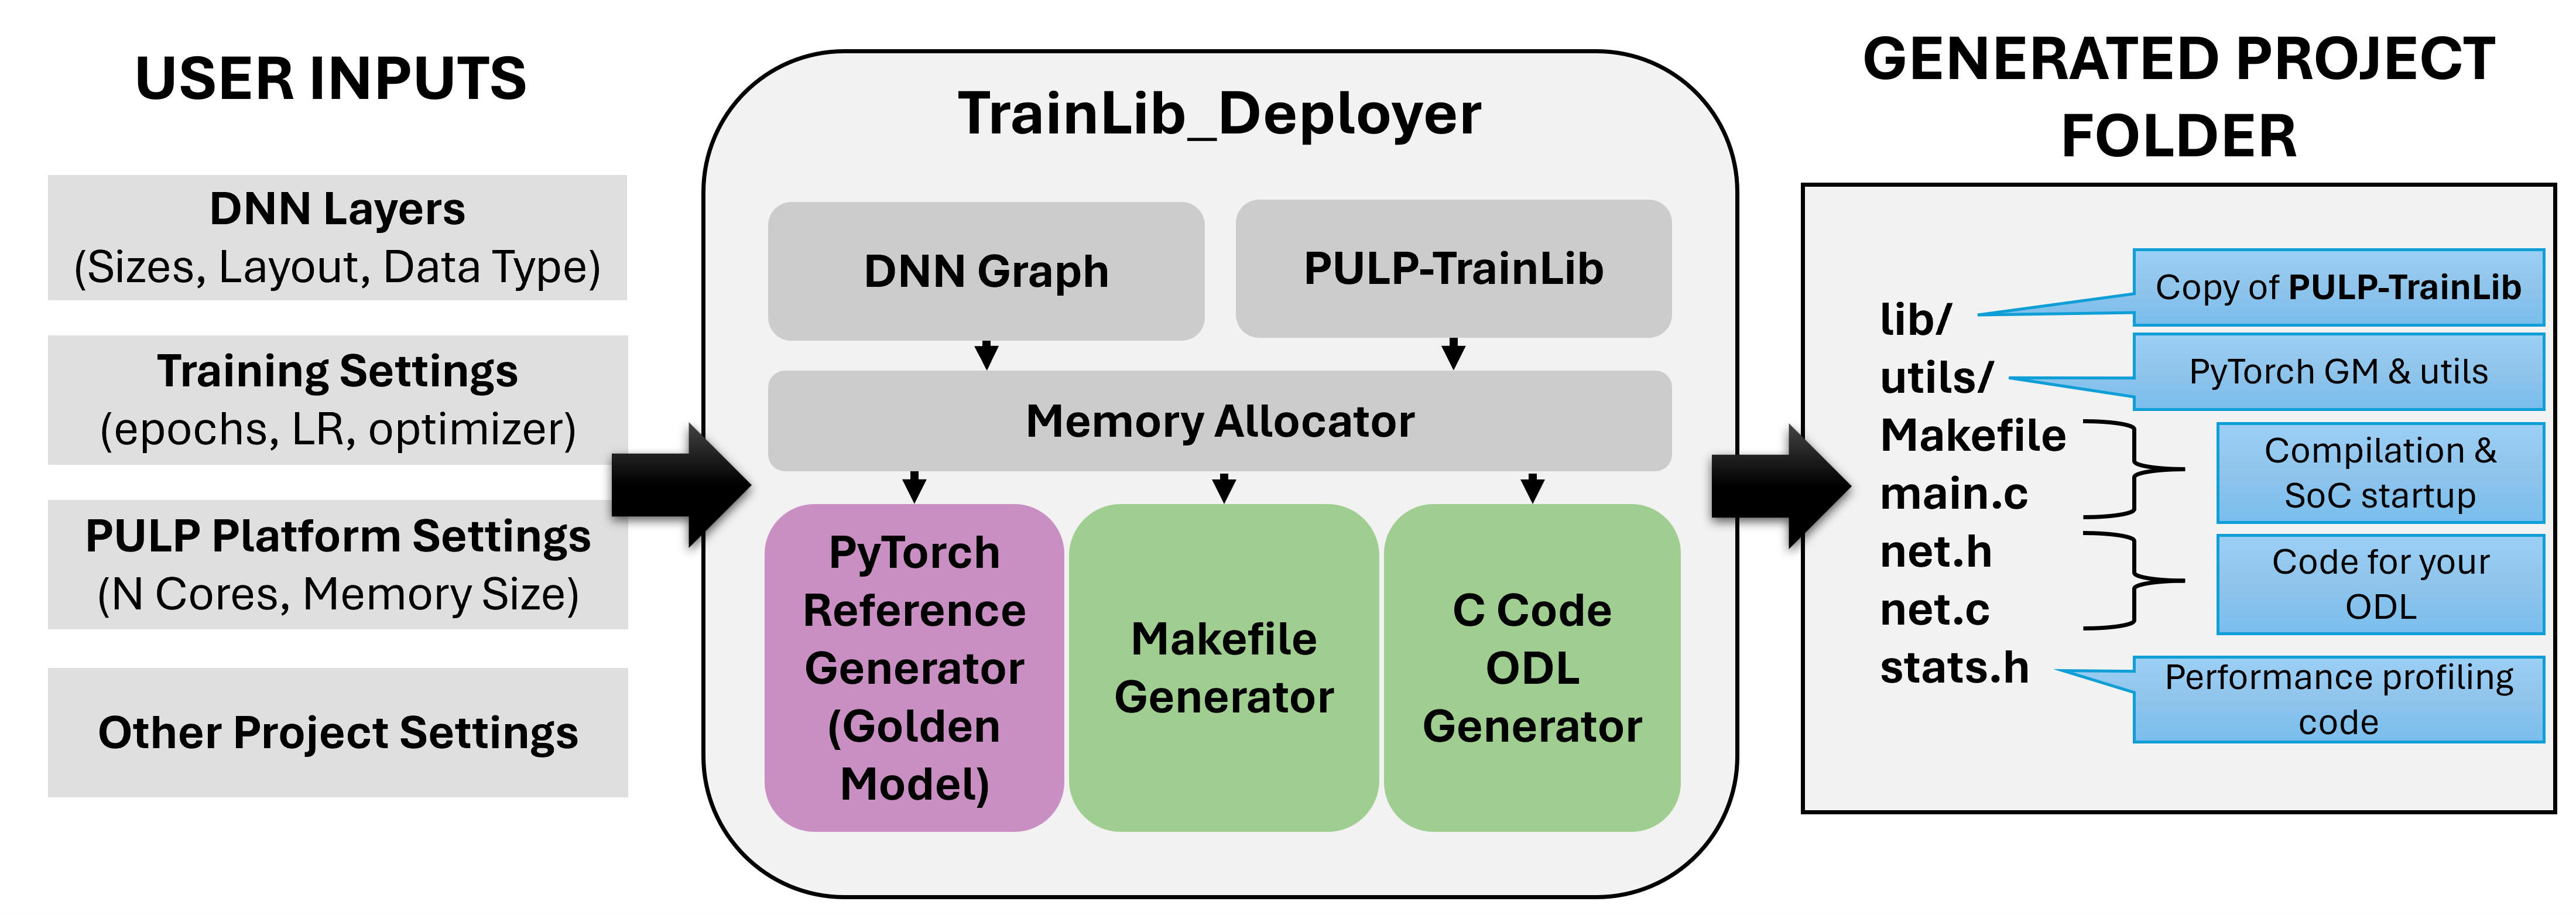 USER INPUTS
DNN Layers
(Sizes, Layout, Data Type)
Training Settings
(epochs, LR, optimizer)
PULP Platform Settings
(N Cores, Memory Size)
Other Project Settings
TrainLib_Deployer
DNN Graph
PULP-TrainLib
Memory Allocator
PyTorch
Reference
Generator
(Golden
Model)
Makefile
Generator
C Code
ODL
Generator
GENERATED PROJECT
FOLDER
lib/
Copy of PULP-TrainLib
utils/
PyTorch GM & utils
Makefile
main.c
Compilation &
SoC startup
net.h
net.c
Code for your
ODL
stats.h
Performance profiling
code